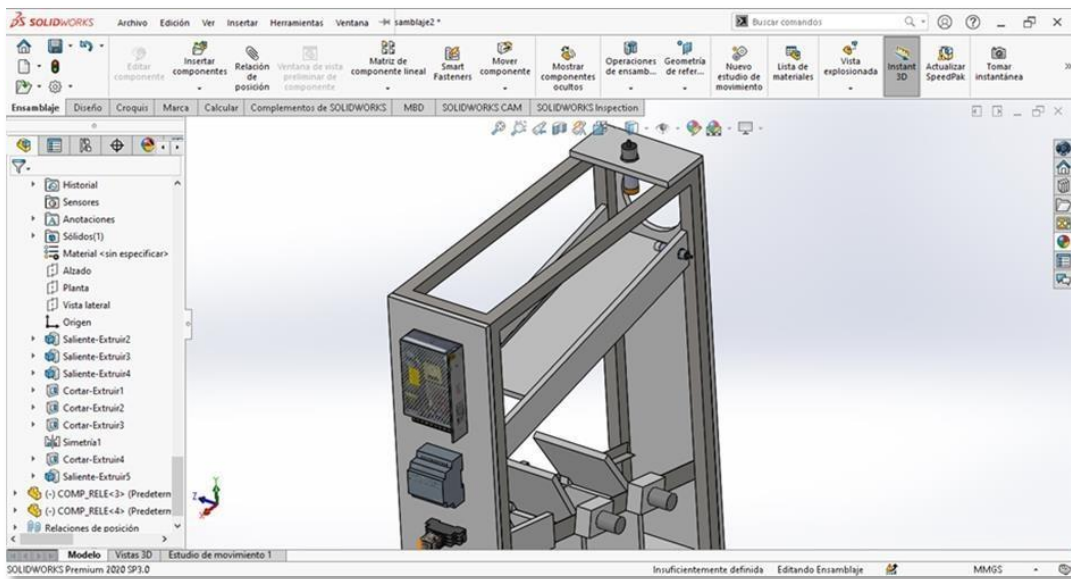 SOLIDWORKS Archivo Edición Ver Insertar Herramientas Ventana samblaje2 * Buscar comandos
Editar componente
Insertar componentes
Relación de posición
Ventana de vista preliminar de componente
Matriz de componente lineal
Smart Fasteners
Mover componente
Mostrar componentes ocultos
Operaciones de ensamb...
Geometría de refer...
Nuevo estudio de movimiento
Lista de materiales
Vista explosionada
Instant 3D
Actualizar SpeedPak
Tomar instantánea
Ensamblaje Diseño Croquis Marca Calcular Complementos de SOLIDWORKS MBD SOLIDWORKS CAM SOLIDWORKS Inspection
Historial
Sensores
Anotaciones
Sólidos(1)
Material <sin especificar>
Alzado
Planta
Vista lateral
Origen
Saliente-Extruir2
Saliente-Extruir3
Saliente-Extruir4
Cortar-Extruir1
Cortar-Extruir2
Cortar-Extruir3
Simetría1
Cortar-Extruir4
Saliente-Extruir5
(-) COMP_RELE<3> (Predetern
(-) COMP_RELE<4> (Predetern
Relaciones de posición
Z Y X
Modelo Vistas 3D Estudio de movimiento 1
SOLIDWORKS Premium 2020 SP3.0 Insuficientemente definida Editando Ensamblaje MMGS